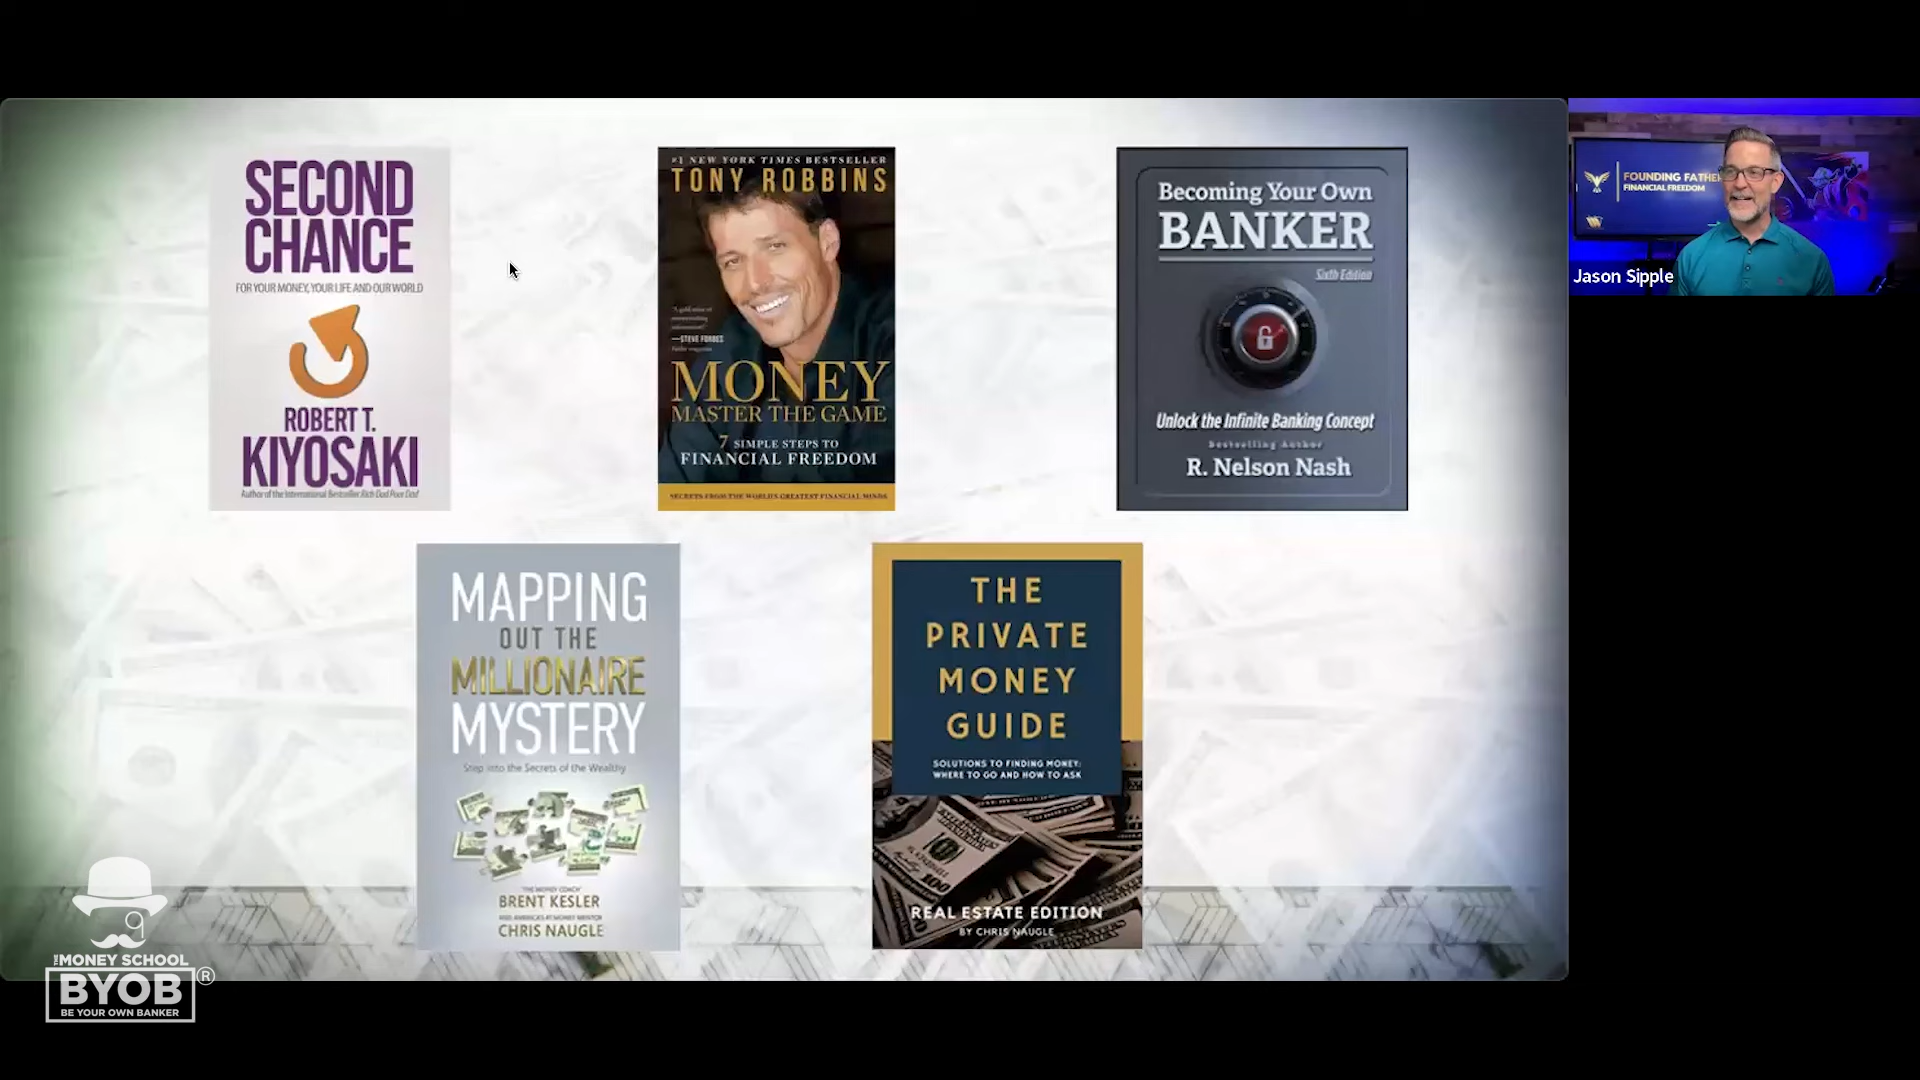 SECOND
CHANCE
FOR YOUR MONEY, YOUR LIFE AND OUR WORLD
ROBERT T.
KIYOSAKI
Author of the International Bestseller Rich Dad Poor Dad
#1 NEW YORK TIMES BESTSELLER
TONY ROBBINS
—STEVE FORBES
MONEY
MASTER THE GAME
7 SIMPLE STEPS TO
FINANCIAL FREEDOM
SECRETS FROM THE WORLD'S GREATEST FINANCIAL MINDS
Becoming Your Own
BANKER
Sixth Edition
Unlock the Infinite Banking Concept
Bestselling Author
R. Nelson Nash
FOUNDING FATHE
FINANCIAL FREEDOM
Jason Sipple
MAPPING
OUT THE
MILLIONAIRE
MYSTERY
Step into the Secrets of the Wealthy
'THE MONEY COACH'
BRENT KESLER
AND AMERICA'S #1 MONEY MENTOR
CHRIS NAUGLE
THE
PRIVATE
MONEY
GUIDE
SOLUTIONS TO FINDING MONEY:
WHERE TO GO AND HOW TO ASK
100
REAL ESTATE EDITION
BY CHRIS NAUGLE
THE MONEY SCHOOL
BYOB®
BE YOUR OWN BANKER